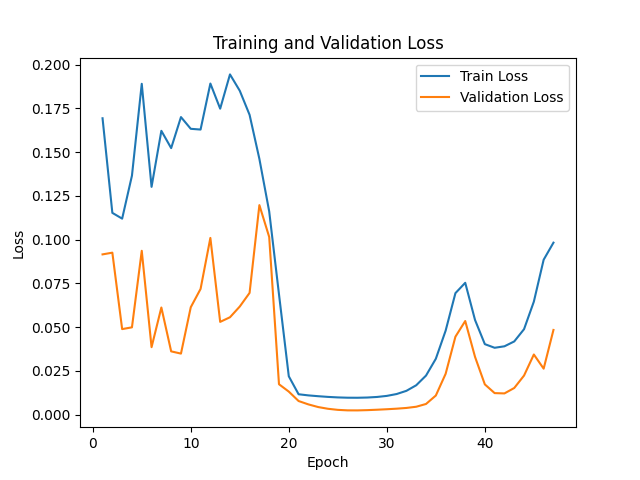 Training and Validation Loss
Train Loss
Validation Loss
0.200
0.175
0.150
0.125
0.100
0.075
0.050
0.025
0.000
Loss
0 10 20 30 40
Epoch